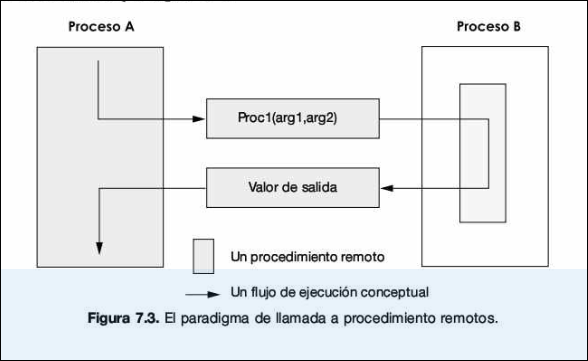 Proceso A
Proceso B
Proc1(arg1,arg2)
Valor de salida
Un procedimiento remoto
Un flujo de ejecución conceptual
Figura 7.3. El paradigma de llamada a procedimiento remotos.